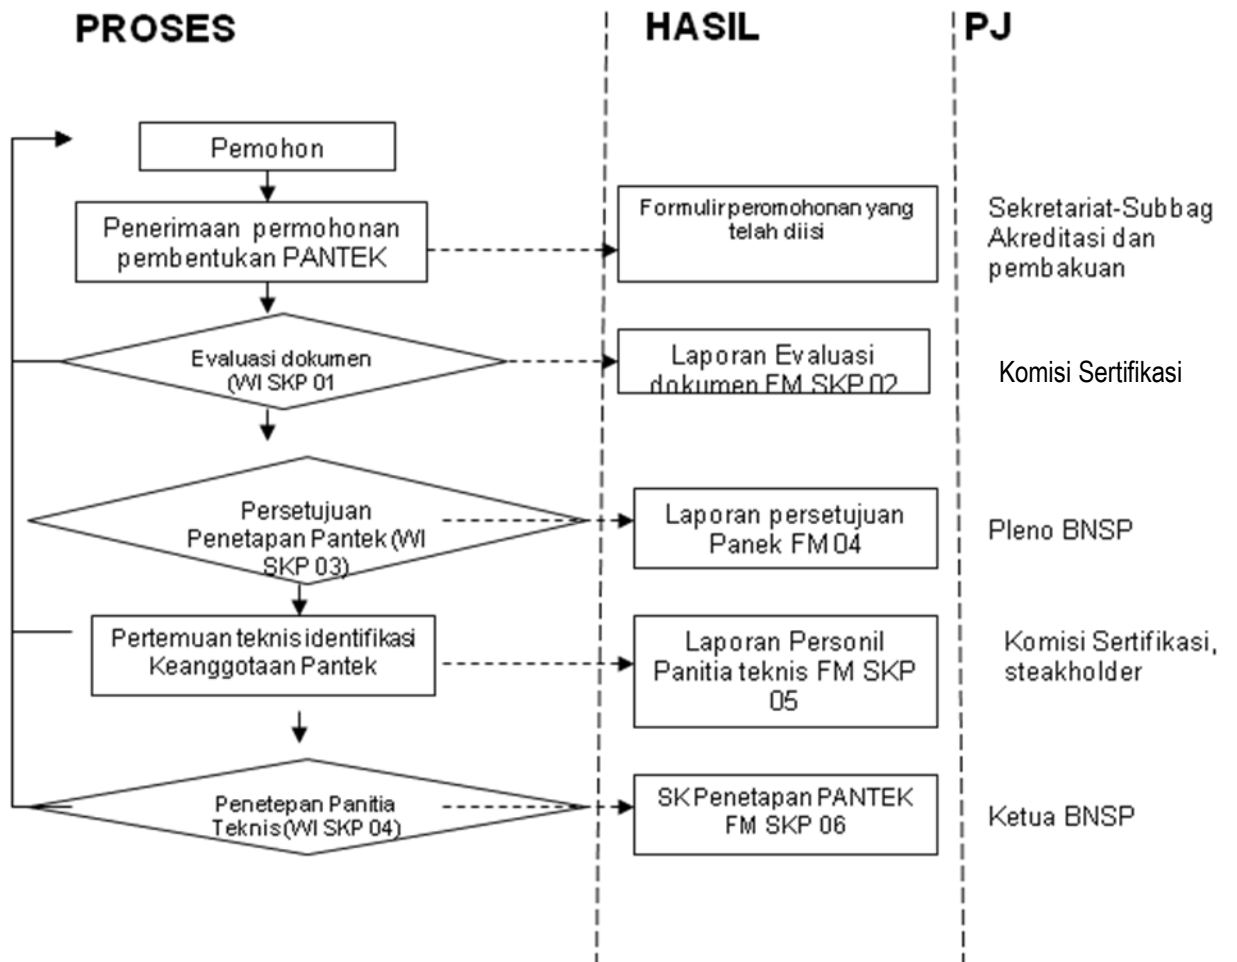 PROSES
HASIL
PJ
Pemohon
Penerimaan permohonan
pembentukan PANTEK
Formulir peromohonan yang
telah diisi
Sekretariat-Subbag
Akreditasi dan
pembakuan
Evaluasi dokumen
(WI SKP 01
Laporan Evaluasi
dokumen FM SKP 02
Komisi Sertifikasi
Persetujuan
Penetapan Pantek (WI
SKP 03)
Laporan persetujuan
Panek FM 04
Pleno BNSP
Pertemuan teknis identifikasi
Keanggotaan Pantek
Laporan Personil
Panitia teknis FM SKP
05
Komisi Sertifikasi,
steakholder
Penetepan Panitia
Teknis (WI SKP 04)
SK Penetapan PANTEK
FM SKP 06
Ketua BNSP